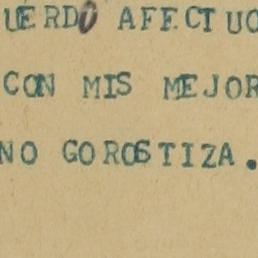 UERDO AFECTUO
CON MIS MEJOR
NO GOROSTIZA.